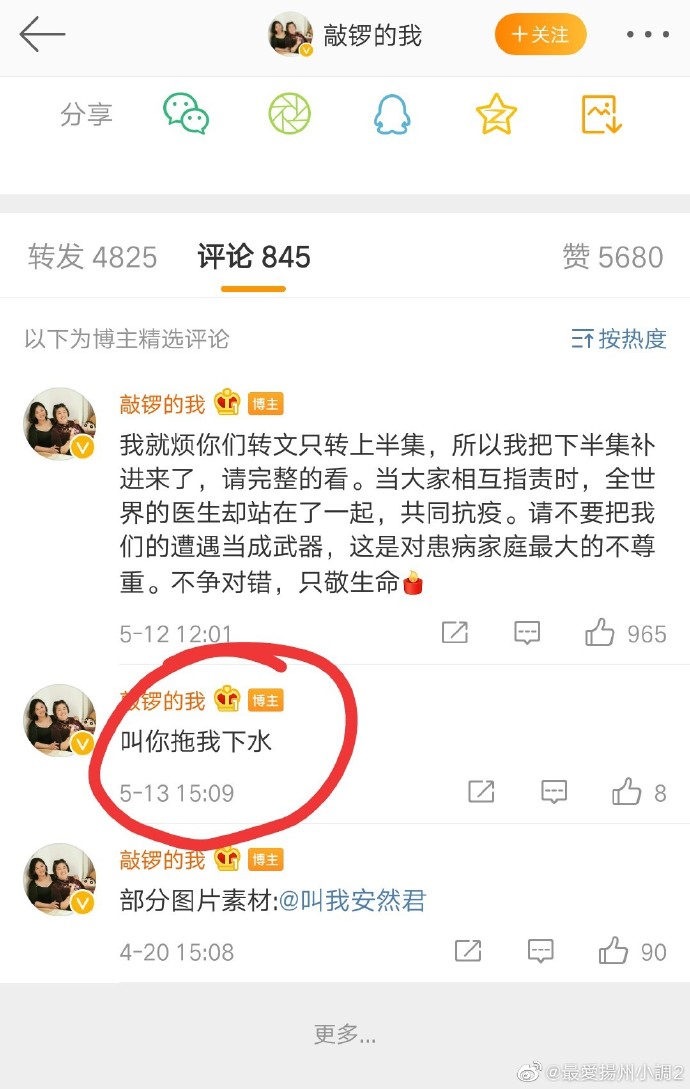 敲锣的我
+关注
分享
转发 4825
评论 845
赞 5680
以下为博主精选评论
按热度
敲锣的我 博主
我就烦你们转文只转上半集，所以我把下半集补
进来了，请完整的看。当大家相互指责时，全世
界的医生却站在了一起，共同抗疫。请不要把我
们的遭遇当成武器，这是对患病家庭最大的不尊
重。不争对错，只敬生命
5-12 12:01
965
敲锣的我 博主
叫你拖我下水
5-13 15:09
8
敲锣的我 博主
部分图片素材:@叫我安然君
4-20 15:08
90
更多...
@最愛揚州小調2